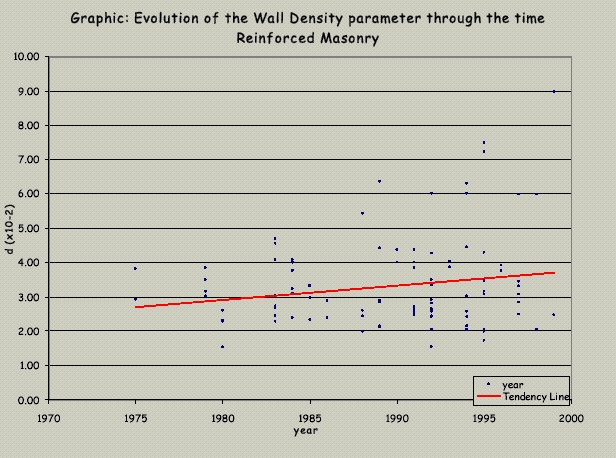 Graphic: Evolution of the Wall Density parameter through the time
Reinforced Masonry
10.00
9.00
8.00
7.00
6.00
5.00
4.00
3.00
2.00
1.00
0.00
d (x10-2)
1970 1975 1980 1985 1990 1995 2000
year
year
Tendency Line